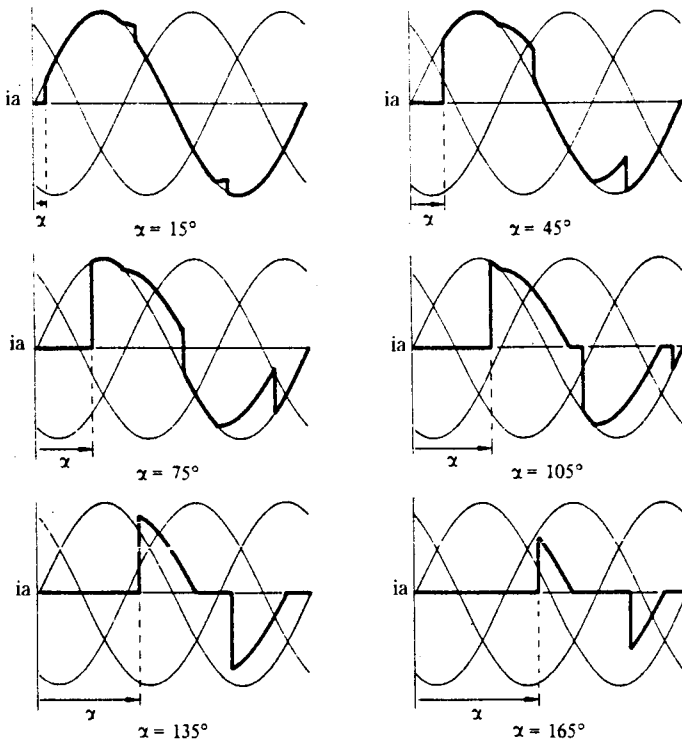 ia
α
α = 15°
ia
α
α = 45°
ia
α
α = 75°
ia
α
α = 105°
ia
α
α = 135°
ia
α
α = 165°